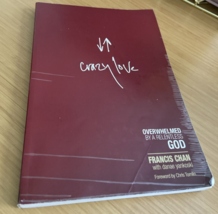 crazy love
OVERWHELMED
BY A RELENTLESS
GOD
FRANCIS CHAN
with danae yankoski
Foreword by Chris Tomlin